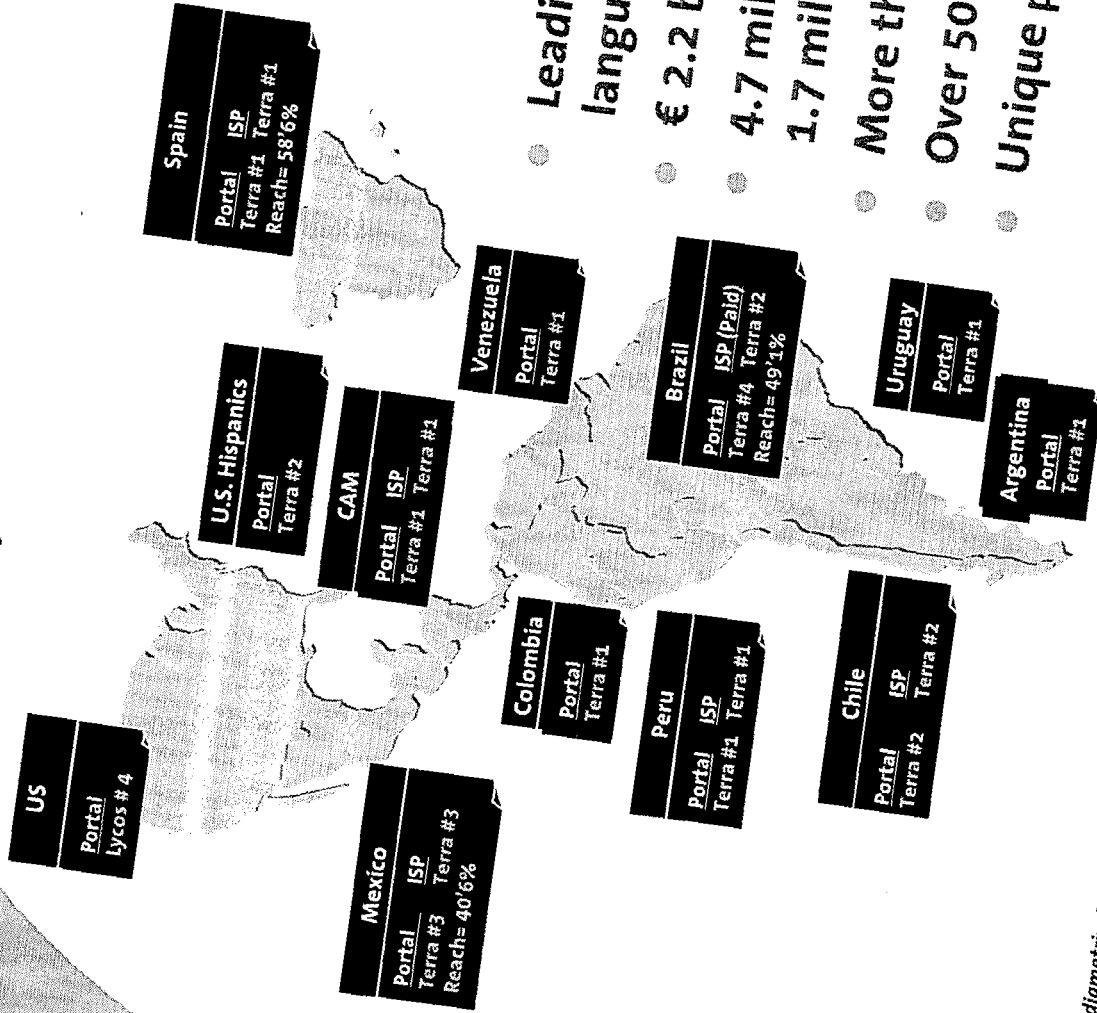 US
Portal
Lycos # 4
U.S. Hispanics
Portal
Terra #2
Spain
Portal ISP
Terra #1 Terra #1
Reach= 58'6%
Mexico
Portal ISP
Terra #3 Terra #3
Reach= 40'6%
CAM
Portal ISP
Terra #1 Terra #1
Venezuela
Portal
Terra #1
Colombia
Portal
Terra #1
Peru
Portal ISP
Terra #1 Terra #1
Brazil
Portal ISP (Paid)
Terra #4 Terra #2
Reach= 49'1%
Chile
Portal ISP
Terra #2 Terra #2
Uruguay
Portal
Terra #1
Argentina
Portal
Terra #1
Leadi
langu
€ 2.2 b
4.7 mil
1.7 mil
More th
Over 50
Unique p